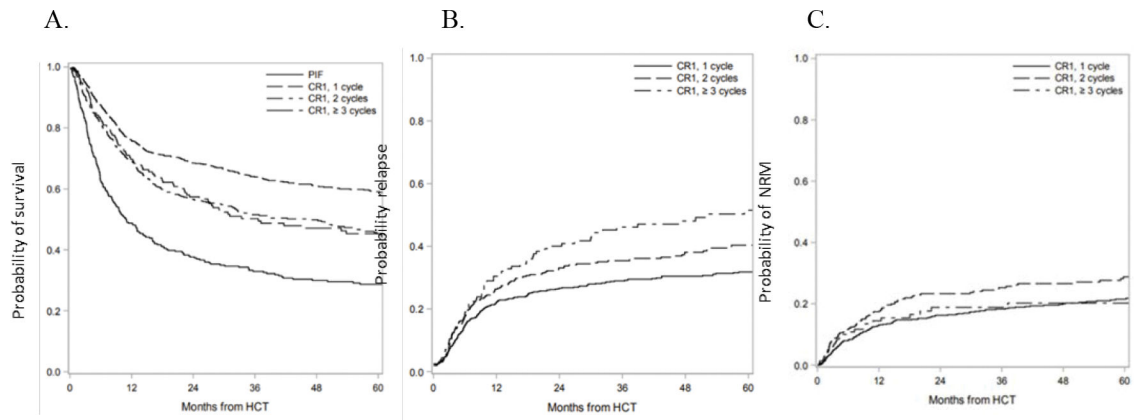 A.
B.
C.
Probability of survival
1.0
0.8
0.6
0.4
0.2
0.0
PIF
CR1, 1 cycle
CR1, 2 cycles
CR1, ≥ 3 cycles
0 12 24 36 48 60
Months from HCT
Probability relapse
1.0
0.8
0.6
0.4
0.2
0.0
CR1, 1 cycle
CR1, 2 cycles
CR1, ≥ 3 cycles
0 12 24 36 48 60
Months from HCT
Probability of NRM
1.0
0.8
0.6
0.4
0.2
0.0
CR1, 1 cycle
CR1, 2 cycles
CR1, ≥ 3 cycles
0 12 24 36 48 60
Months from HCT